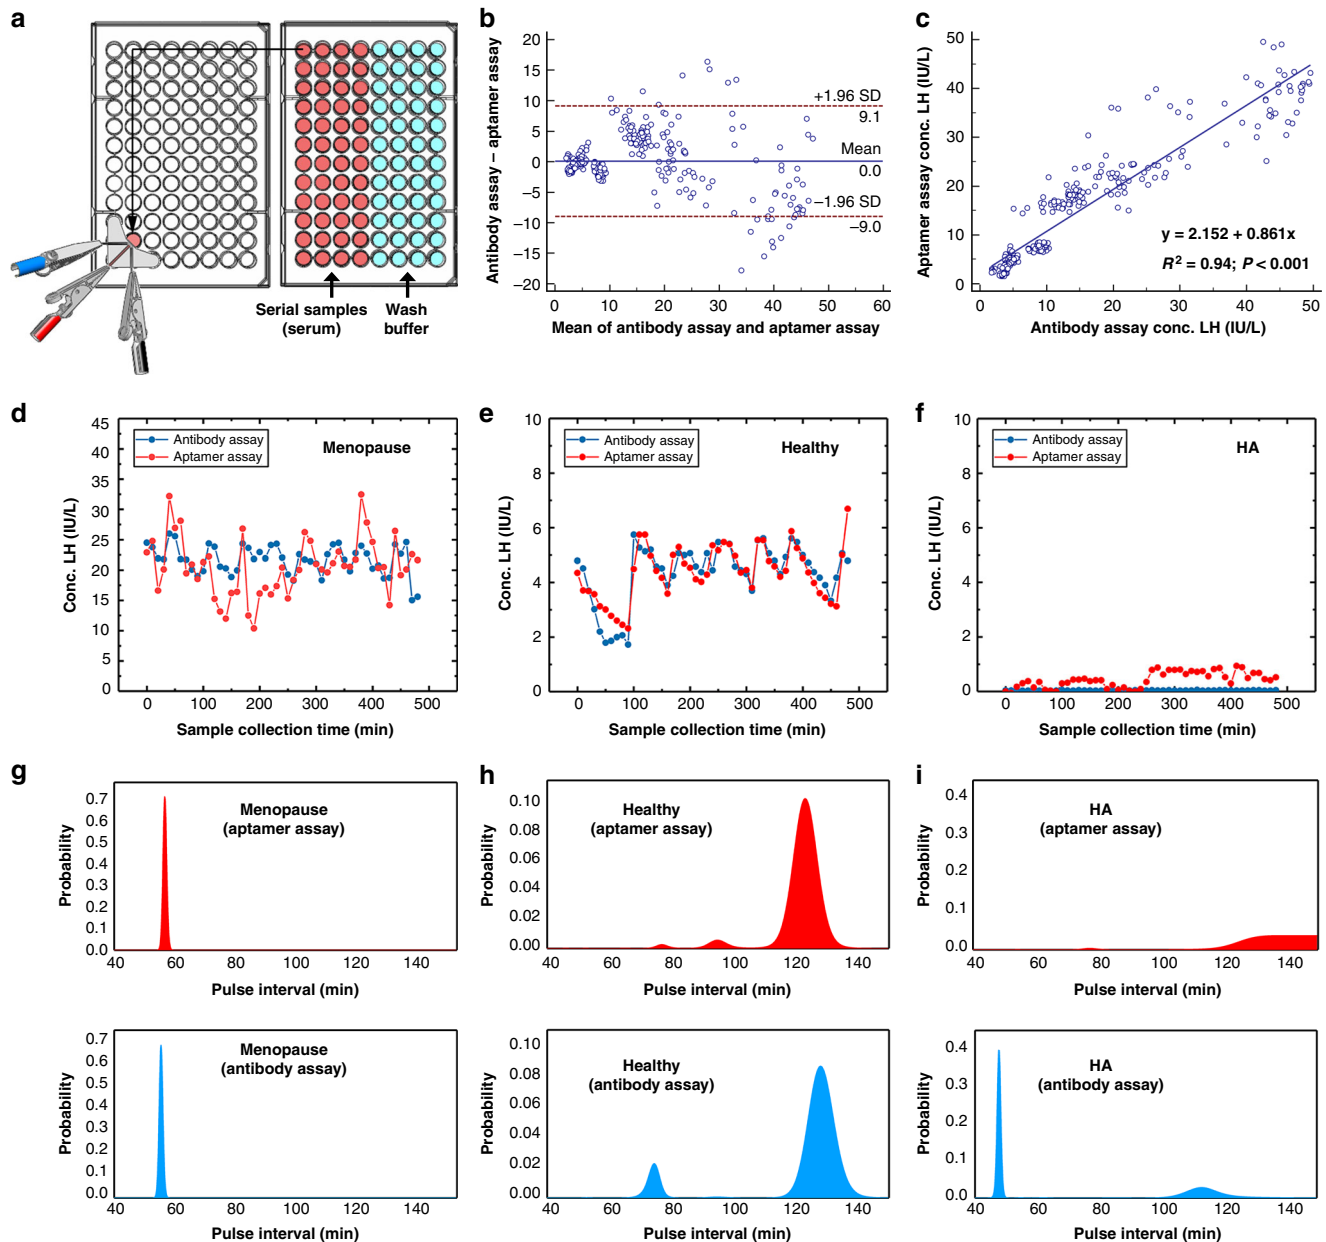 a
Serial samples
(serum)
Wash
buffer
b
Antibody assay – aptamer assay
20
15
10
5
0
–5
–10
–15
–20
+1.96 SD
9.1
Mean
0.0
–1.96 SD
–9.0
0 10 20 30 40 50 60
Mean of antibody assay and aptamer assay
c
Aptamer assay conc. LH (IU/L)
50
40
30
20
10
0
y = 2.152 + 0.861x
R² = 0.94; P < 0.001
0 10 20 30 40 50
Antibody assay conc. LH (IU/L)
d
Conc. LH (IU/L)
45
40
35
30
25
20
15
10
5
0
Antibody assay
Aptamer assay
Menopause
0 100 200 300 400 500
Sample collection time (min)
e
Conc. LH (IU/L)
10
8
6
4
2
0
Antibody assay
Aptamer assay
Healthy
0 100 200 300 400 500
Sample collection time (min)
f
Conc. LH (IU/L)
10
8
6
4
2
0
Antibody assay
Aptamer assay
HA
0 100 200 300 400 500
Sample collection time (min)
g
Probability
0.7
0.6
0.5
0.4
0.3
0.2
0.1
0.0
Menopause
(aptamer assay)
40 60 80 100 120 140
Pulse interval (min)
h
Probability
0.10
0.08
0.06
0.04
0.02
0.00
Healthy
(aptamer assay)
40 60 80 100 120 140
Pulse interval (min)
i
Probability
0.4
0.3
0.2
0.1
0.0
HA
(aptamer assay)
40 60 80 100 120 140
Pulse interval (min)
Probability
0.7
0.6
0.5
0.4
0.3
0.2
0.1
0.0
Menopause
(antibody assay)
40 60 80 100 120 140
Pulse interval (min)
Probability
0.10
0.08
0.06
0.04
0.02
0.00
Healthy
(antibody assay)
40 60 80 100 120 140
Pulse interval (min)
Probability
0.4
0.3
0.2
0.1
0.0
HA
(antibody assay)
40 60 80 100 120 140
Pulse interval (min)